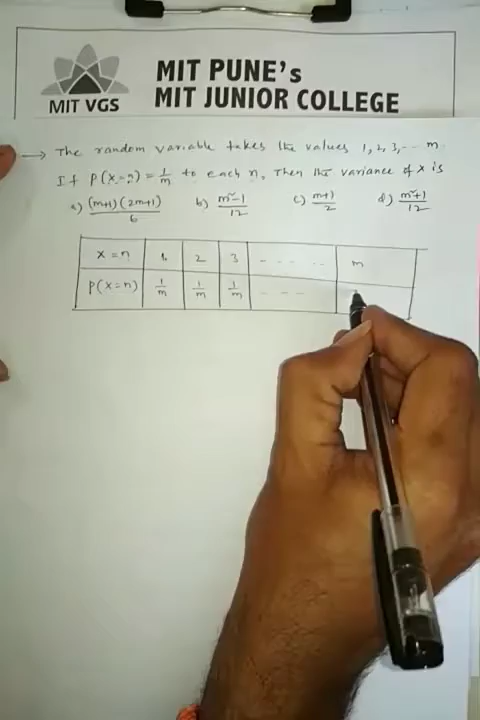 MIT VGS
MIT PUNE's
MIT JUNIOR COLLEGE
→ The random variable takes the values 1, 2, 3, ... m.
If P(x=n) = 1/m to each n, Then the variance of x is
a) (m+1)(2m+1)/6 b) m²-1/12 c) m+1/2 d) m²+1/12
x = n 1 2 3 - - - - - m
P(x=n) 1/m 1/m 1/m - - -